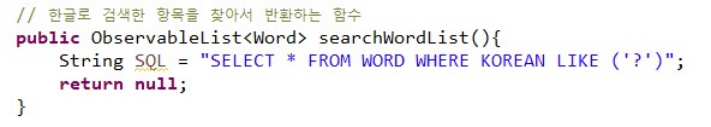 // 한글로 검색한 항목을 찾아서 반환하는 함수
public ObservableList<Word> searchWordList(){
    String SQL = "SELECT * FROM WORD WHERE KOREAN LIKE ('?')";
    return null;
}